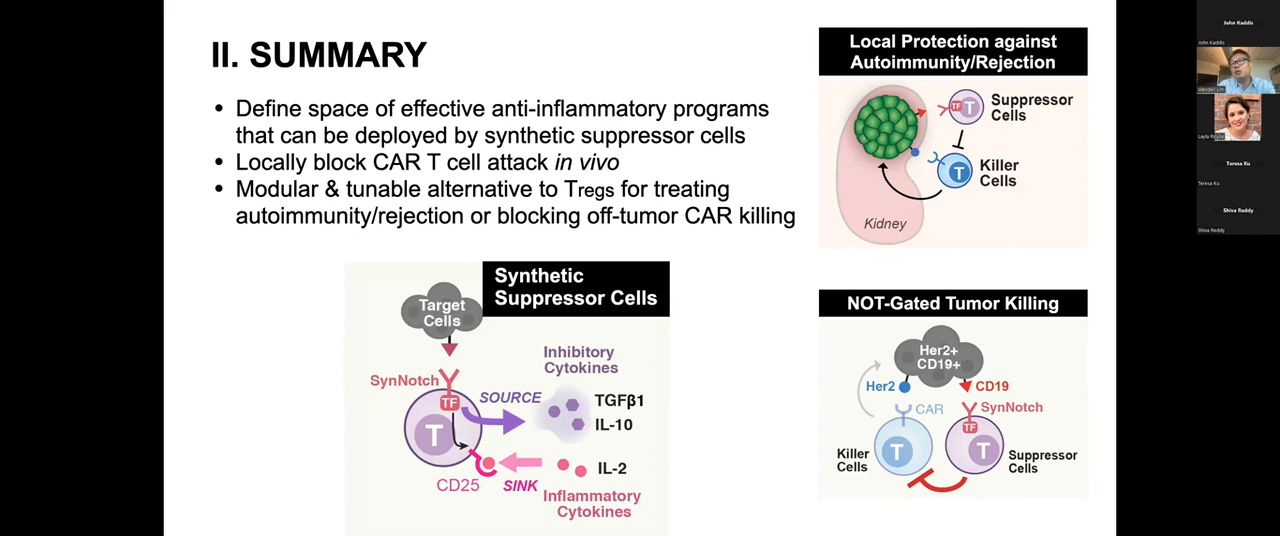 II. SUMMARY
• Define space of effective anti-inflammatory programs
that can be deployed by synthetic suppressor cells
• Locally block CAR T cell attack in vivo
• Modular & tunable alternative to Tregs for treating
autoimmunity/rejection or blocking off-tumor CAR killing
Local Protection against
Autoimmunity/Rejection
TF
T
Suppressor
Cells
T
Killer
Cells
Kidney
Synthetic
Suppressor Cells
Target
Cells
SynNotch
TF
T
SOURCE
Inhibitory
Cytokines
TGFβ1
IL-10
IL-2
CD25
SINK
Inflammatory
Cytokines
NOT-Gated Tumor Killing
Her2+
CD19+
Her2
CD19
CAR
SynNotch
TF
T
T
Killer
Cells
Suppressor
Cells
John Kaddis
John Kaddis
Wendell Lim
Teresa Ku
Teresa Ku
Shiva Reddy
Shiva Reddy